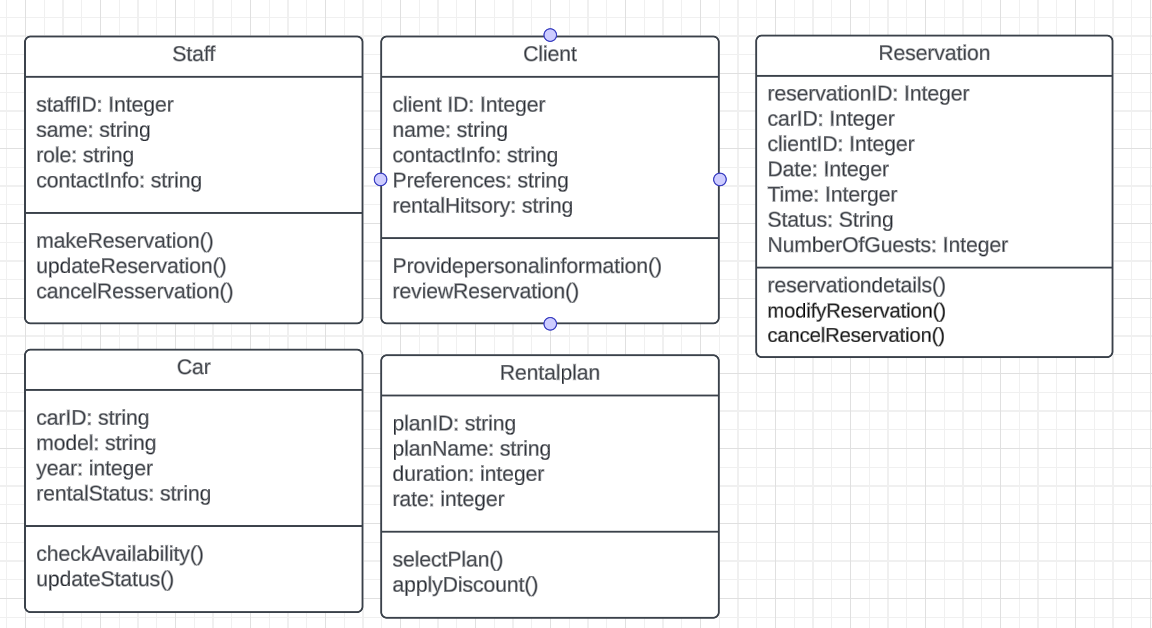 Staff
staffID: Integer
same: string
role: string
contactInfo: string
makeReservation()
updateReservation()
cancelResservation()
Client
client ID: Integer
name: string
contactInfo: string
Preferences: string
rentalHitsory: string
Providepersonalinformation()
reviewReservation()
Reservation
reservationID: Integer
carID: Integer
clientID: Integer
Date: Integer
Time: Interger
Status: String
NumberOfGuests: Integer
reservationdetails()
modifyReservation()
cancelReservation()
Car
carID: string
model: string
year: integer
rentalStatus: string
checkAvailability()
updateStatus()
Rentalplan
planID: string
planName: string
duration: integer
rate: integer
selectPlan()
applyDiscount()